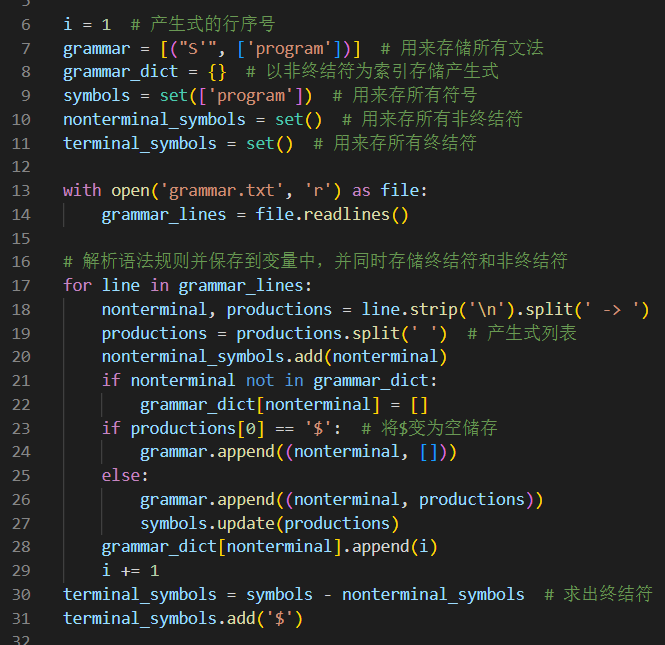 6 i = 1  # 产生式的行序号
7 grammar = [("S'", ['program'])]  # 用来存储所有文法
8 grammar_dict = {}  # 以非终结符为索引存储产生式
9 symbols = set(['program'])  # 用来存所有符号
10 nonterminal_symbols = set()  # 用来存所有非终结符
11 terminal_symbols = set()  # 用来存所有终结符
12
13 with open('grammar.txt', 'r') as file:
14     grammar_lines = file.readlines()
15
16 # 解析语法规则并保存到变量中，并同时存储终结符和非终结符
17 for line in grammar_lines:
18     nonterminal, productions = line.strip('\n').split(' -> ')
19     productions = productions.split(' ')  # 产生式列表
20     nonterminal_symbols.add(nonterminal)
21     if nonterminal not in grammar_dict:
22         grammar_dict[nonterminal] = []
23     if productions[0] == '$':  # 将$变为空储存
24         grammar.append((nonterminal, []))
25     else:
26         grammar.append((nonterminal, productions))
27         symbols.update(productions)
28     grammar_dict[nonterminal].append(i)
29     i += 1
30 terminal_symbols = symbols - nonterminal_symbols  # 求出终结符
31 terminal_symbols.add('$')
32